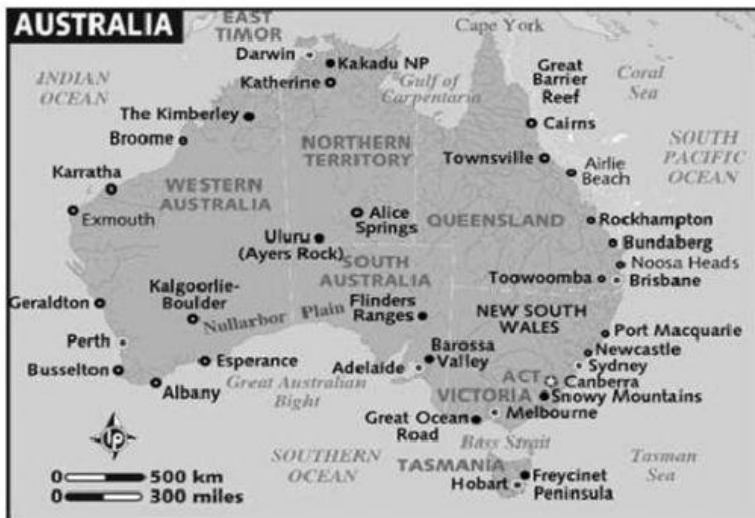 AUSTRALIA
EAST
TIMOR
Cape York
Darwin
Kakadu NP
Katherine
Gulf of
Carpentaria
Great
Barrier
Reef
Coral
Sea
INDIAN
OCEAN
The Kimberley
Broome
Cairns
NORTHERN
TERRITORY
Townsville
SOUTH
PACIFIC
OCEAN
Airlie
Beach
Karratha
Exmouth
WESTERN
AUSTRALIA
Alice
Springs
QUEENSLAND
Rockhampton
Uluru
(Ayers Rock)
Bundaberg
Noosa Heads
SOUTH
AUSTRALIA
Toowoomba
Brisbane
Kalgoorlie-
Boulder
Geraldton
Nullarbor Plain
Flinders
Ranges
NEW SOUTH
WALES
Port Macquarie
Perth
Newcastle
Sydney
Busselton
Esperance
Adelaide
Barossa
Valley
ACT
Canberra
Albany
Great Australian
Bight
VICTORIA
Snowy Mountains
Melbourne
Great Ocean
Road
Bass Strait
UP
SOUTHERN
OCEAN
TASMANIA
Tasman
Sea
Hobart
Freycinet
Peninsula
0 500 km
0 300 miles